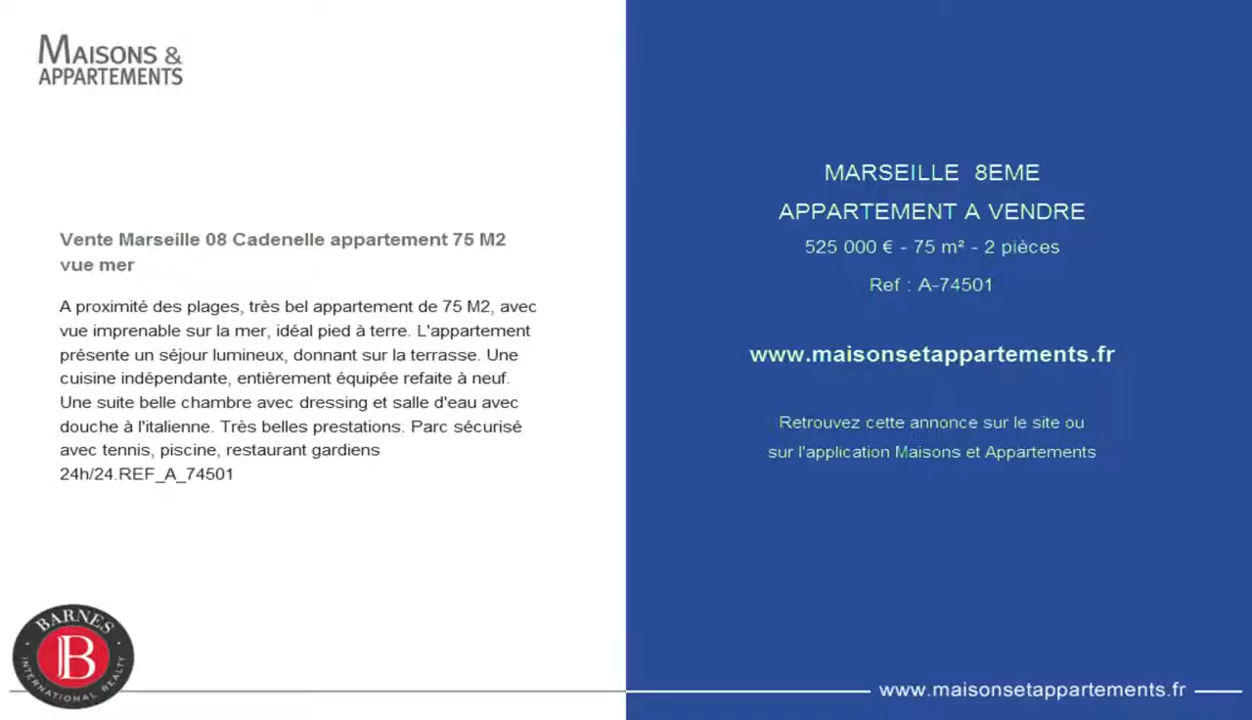 MAISONS &
APPARTEMENTS
Vente Marseille 08 Cadenelle appartement 75 M2
vue mer
A proximité des plages, très bel appartement de 75 M2, avec
vue imprenable sur la mer, idéal pied à terre. L'appartement
présente un séjour lumineux, donnant sur la terrasse. Une
cuisine indépendante, entièrement équipée refaite à neuf.
Une suite belle chambre avec dressing et salle d'eau avec
douche à l'italienne. Très belles prestations. Parc sécurisé
avec tennis, piscine, restaurant gardiens
24h/24.REF_A_74501
BARNES
B
INTERNATIONAL REALTY
MARSEILLE  8EME
APPARTEMENT A VENDRE
525 000 € - 75 m² - 2 pièces
Ref : A-74501
www.maisonsetappartements.fr
Retrouvez cette annonce sur le site ou
sur l'application Maisons et Appartements
www.maisonsetappartements.fr